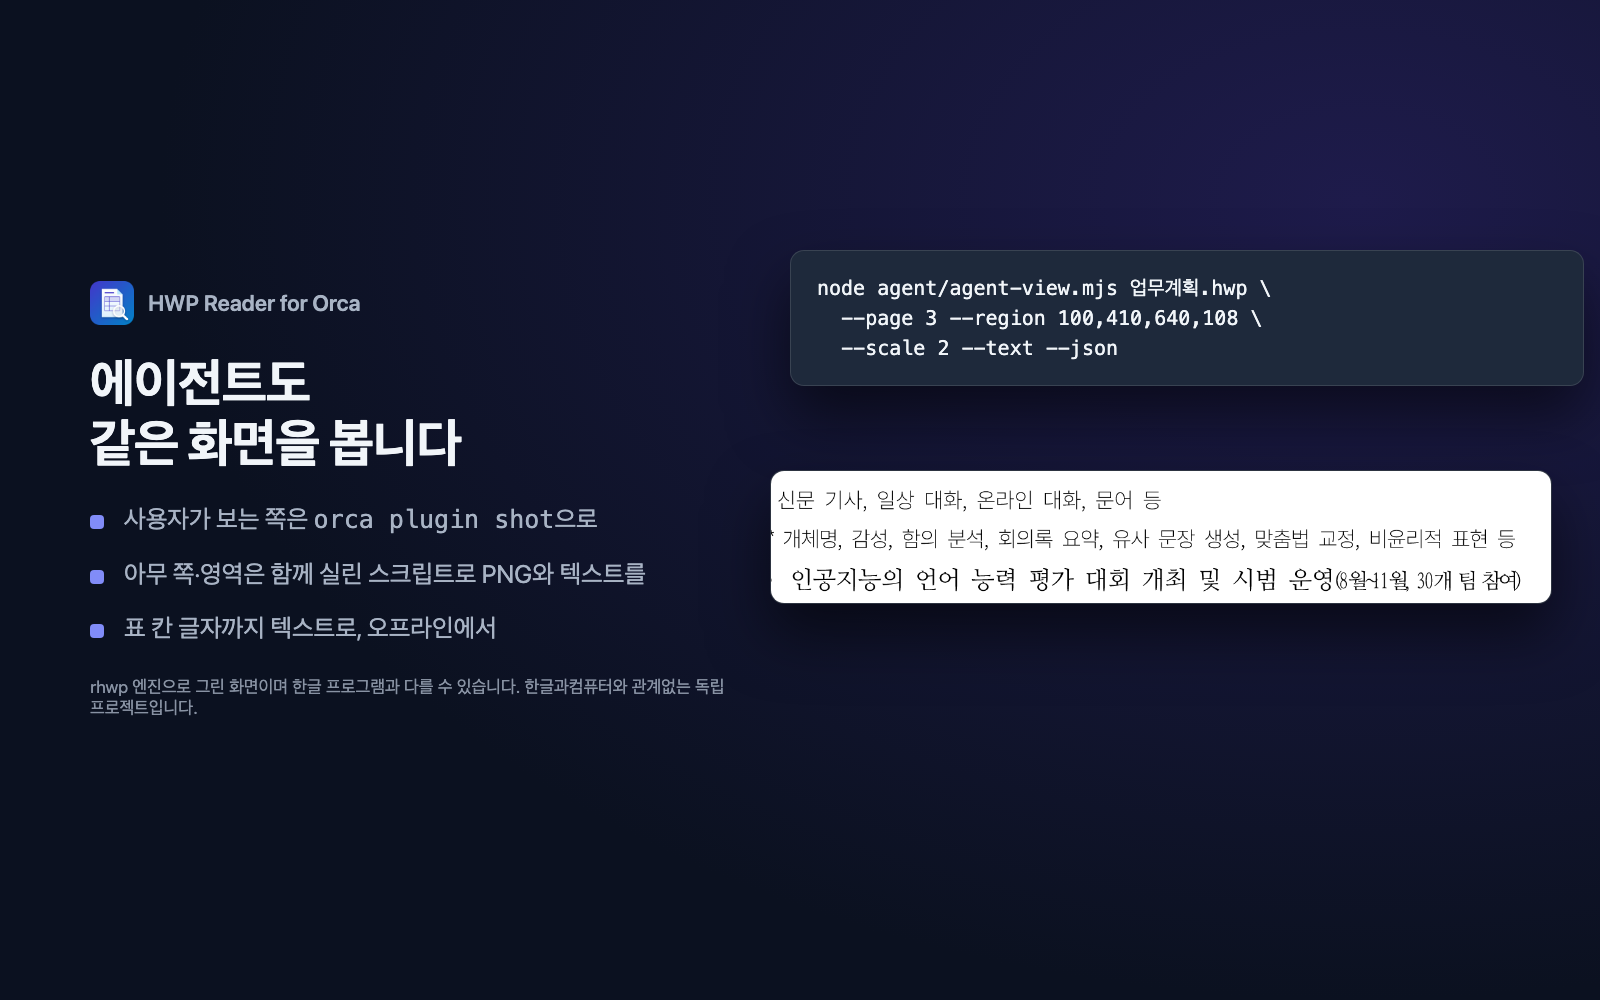 HWP Reader for Orca
에이전트도
같은 화면을 봅니다
사용자가 보는 쪽은 orca plugin shot으로
아무 쪽·영역은 함께 실린 스크립트로 PNG와 텍스트를
표 칸 글자까지 텍스트로, 오프라인에서
rhwp 엔진으로 그린 화면이며 한글 프로그램과 다를 수 있습니다. 한글과컴퓨터와 관계없는 독립
프로젝트입니다.
node agent/agent-view.mjs 업무계획.hwp \
--page 3 --region 100,410,640,108 \
--scale 2 --text --json
신문 기사, 일상 대화, 온라인 대화, 문어 등
* 개체명, 감성, 함의 분석, 회의록 요약, 유사 문장 생성, 맞춤법 교정, 비윤리적 표현 등
인공지능의 언어 능력 평가 대회 개최 및 시범 운영(8월~11월, 30개 팀 참여)